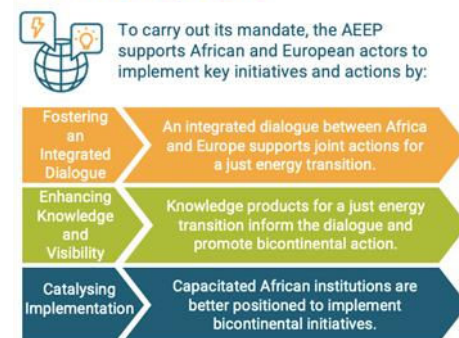 To carry out its mandate, the AEEP
supports African and European actors to
implement key initiatives and actions by:
Fostering
an
Integrated
Dialogue
An integrated dialogue between Africa
and Europe supports joint actions for
a just energy transition.
Enhancing
Knowledge
and
Visibility
Knowledge products for a just energy
transition inform the dialogue and
promote bicontinental action.
Catalysing
Implementation
Capacitated African institutions are
better positioned to implement
bicontinental initiatives.